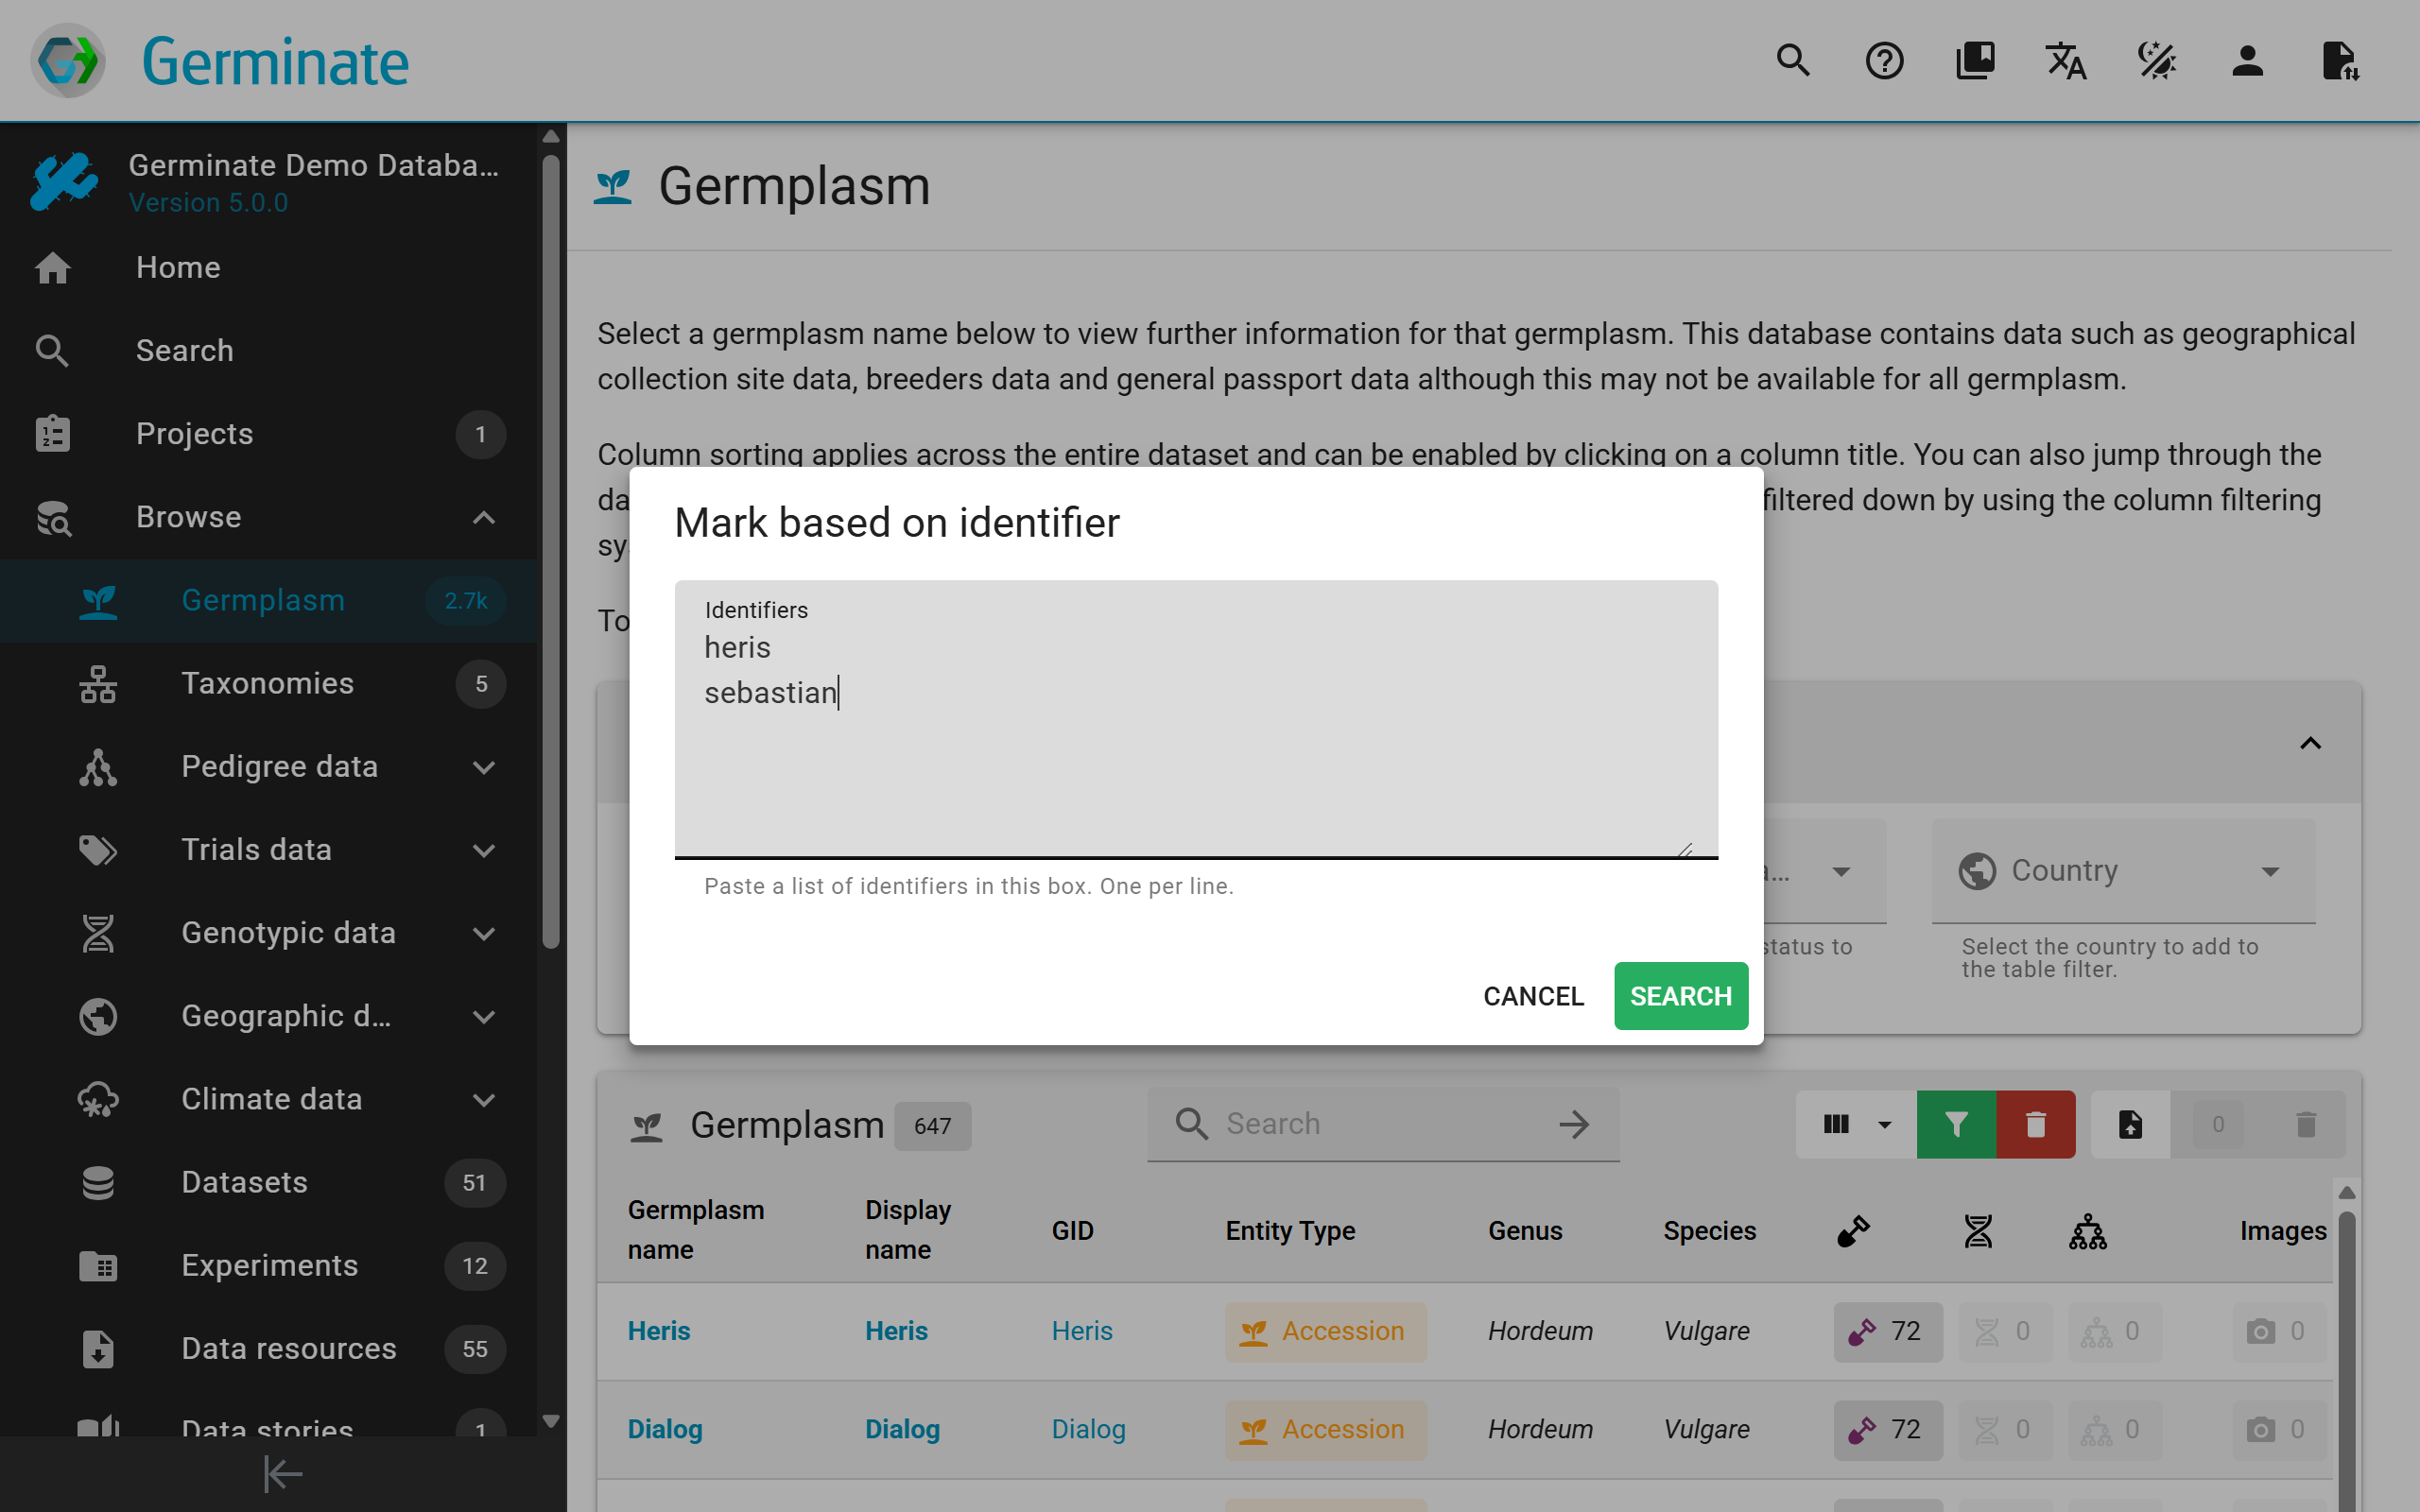 Germinate
Germinate Demo Databa...
Version 5.0.0
Home
Search
Projects 1
Browse
Germplasm 2.7k
Taxonomies 5
Pedigree data
Trials data
Genotypic data
Geographic d...
Climate data
Datasets 51
Experiments 12
Data resources 55
Data stories 1
Germplasm
Select a germplasm name below to view further information for that germplasm. This database contains data such as geographical
collection site data, breeders data and general passport data although this may not be available for all germplasm.
Column sorting applies across the entire dataset and can be enabled by clicking on a column title. You can also jump through the
filtered down by using the column filtering
To
Mark based on identifier
Identifiers
heris
sebastian
Paste a list of identifiers in this box. One per line.
CANCEL SEARCH
Country
status to
Select the country to add to
the table filter.
Germplasm 647 Search 0
Germplasm name Display name GID Entity Type Genus Species Images
Heris Heris Heris Accession Hordeum Vulgare 72 0 0 0
Dialog Dialog Dialog Accession Hordeum Vulgare 72 0 0 0